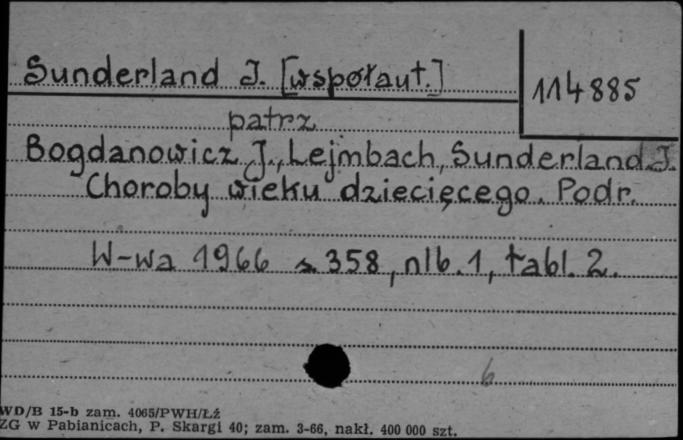 Sunderland J. [współaut.]
114885
patrz
Bogdanowicz J., Lejmbach, Sunderland J.
Choroby wieku dziecięcego. Podr.
W-wa 1966 s. 358, nlb. 1, tabl. 2.
6
WD/B 15-b zam. 4065/PWH/Łź
ZG w Pabianicach, P. Skargi 40; zam. 3-66, nakł. 400 000 szt.